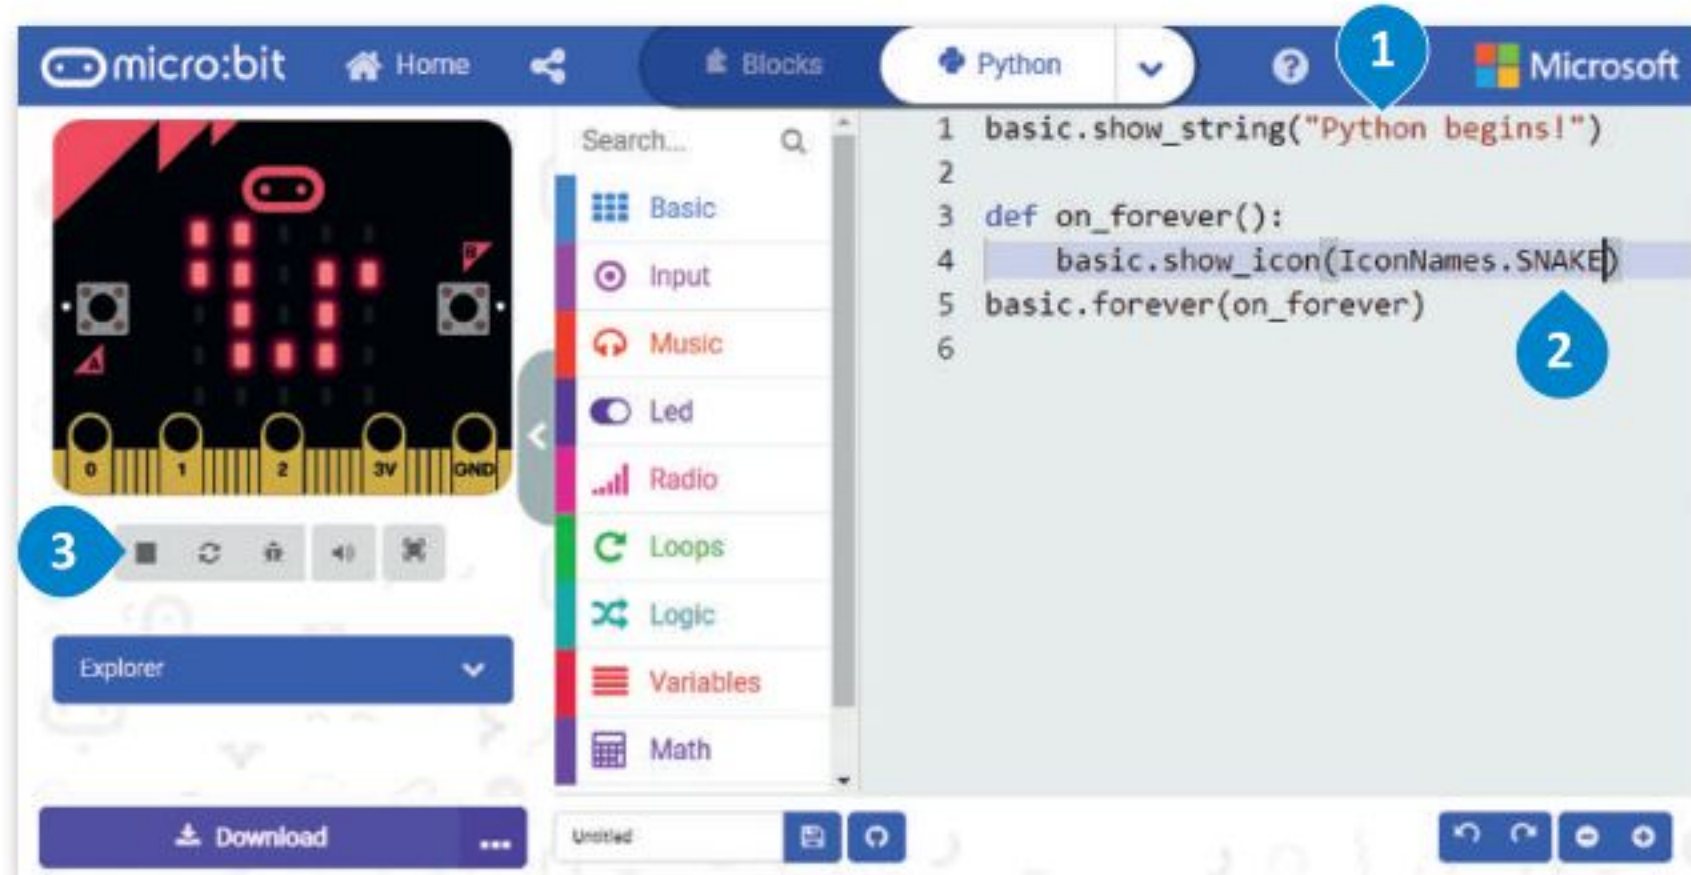 micro:bit Home Blocks Python ? 1 Microsoft
Search...
Basic
Input
Music
Led
Radio
Loops
Logic
Variables
Math
B
A
0 1 2 3V GND
3
Explorer
Download ...
Untitled
1 basic.show_string("Python begins!")
2
3 def on_forever():
4 basic.show_icon(IconNames.SNAKE)
5 basic.forever(on_forever)
6
2